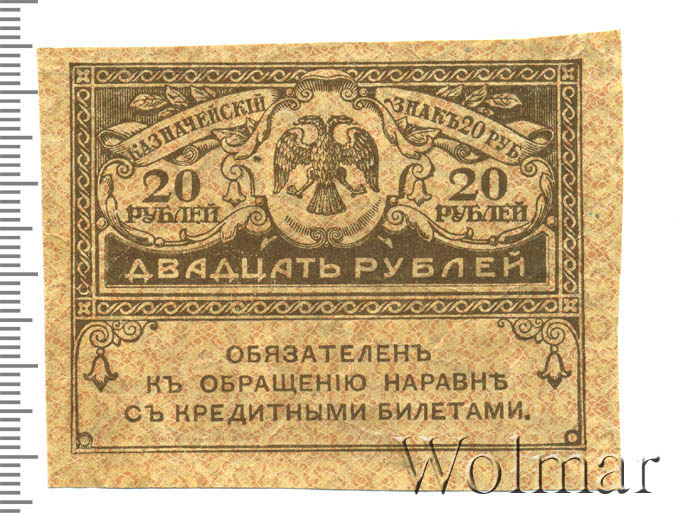 КАЗНАЧЕЙСКІЙ ЗНАКЪ 20 РУБ.
20 РУБЛЕЙ
20 РУБЛЕЙ
ДВАДЦАТЬ РУБЛЕЙ
ОБЯЗАТЕЛЕНЪ
КЪ ОБРАЩЕНІЮ НАРАВНѢ
СЪ КРЕДИТНЫМИ БИЛЕТАМИ.
Wolmar